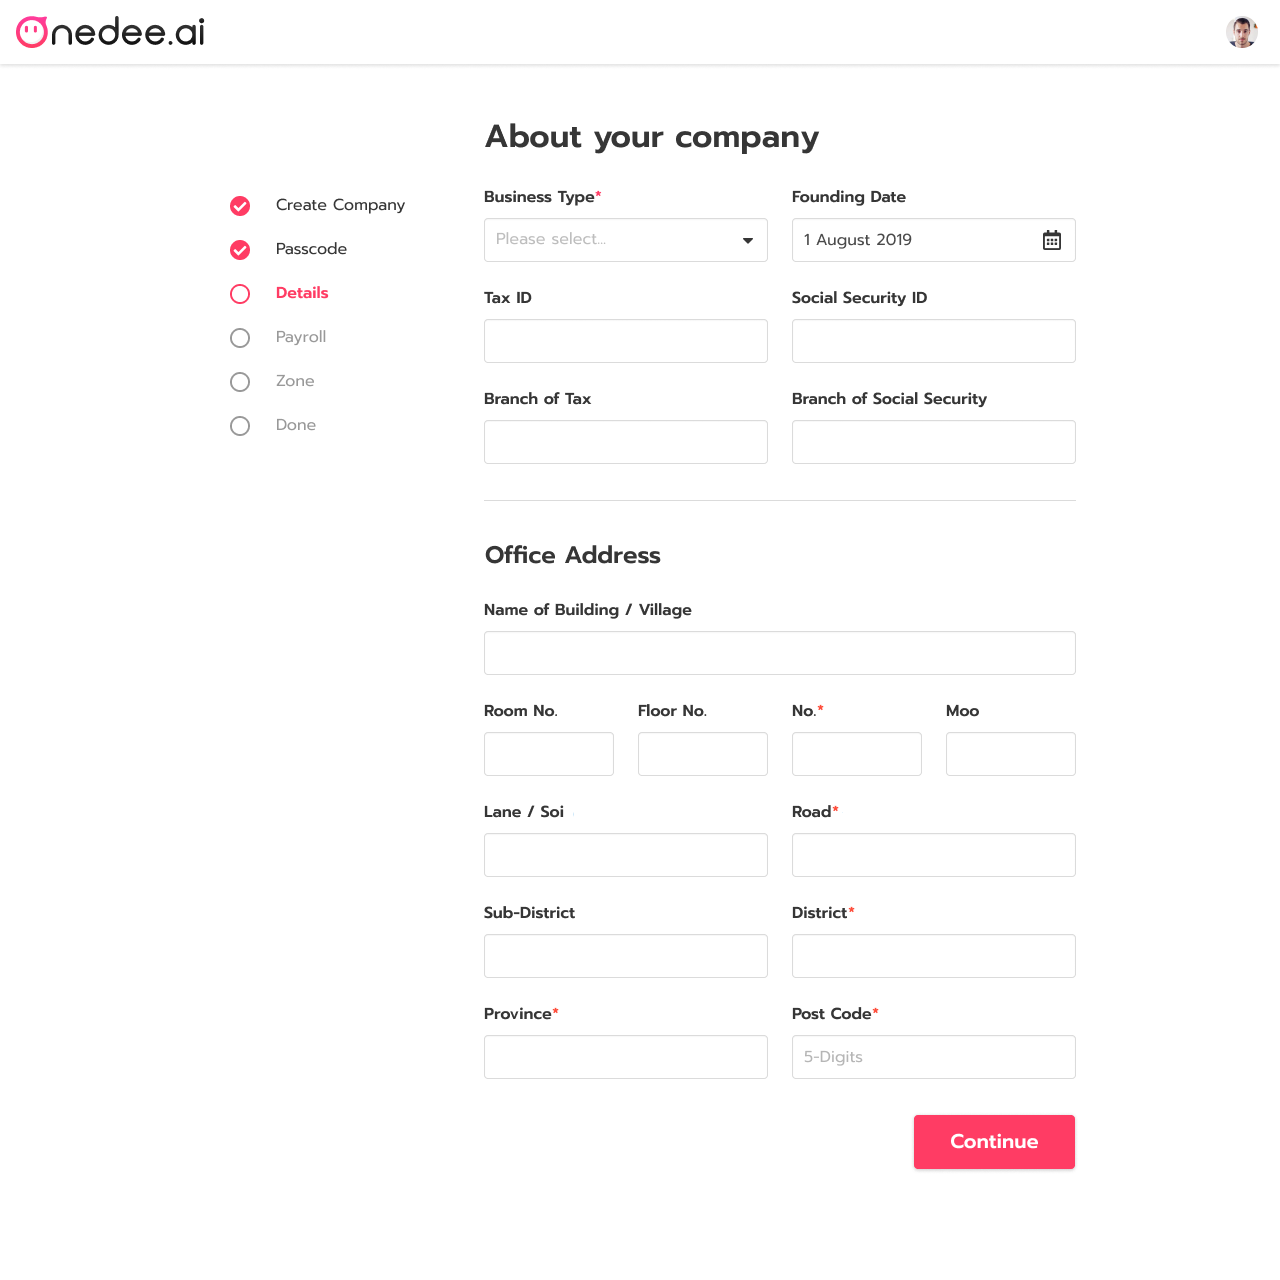 Onedee.ai
About your company
Create Company
Passcode
Details
Payroll
Zone
Done
Business Type*
Founding Date
Please select...
1 August 2019
Tax ID
Social Security ID
Branch of Tax
Branch of Social Security
Office Address
Name of Building / Village
Room No.
Floor No.
No.*
Moo
Lane / Soi
Road*
Sub-District
District*
Province*
Post Code*
5-Digits
Continue